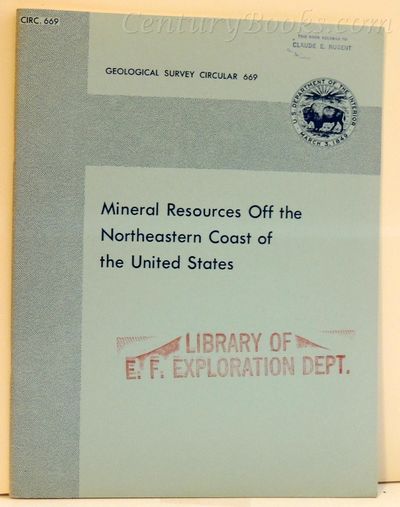 CenturyBooks.com
CIRC. 669
THIS BOOK BELONGS TO
CLAUDE E. NUGENT
GEOLOGICAL SURVEY CIRCULAR 669
U.S. DEPARTMENT OF THE INTERIOR
MARCH 3, 1849
Mineral Resources Off the
Northeastern Coast of
the United States
LIBRARY OF
E. F. EXPLORATION DEPT.